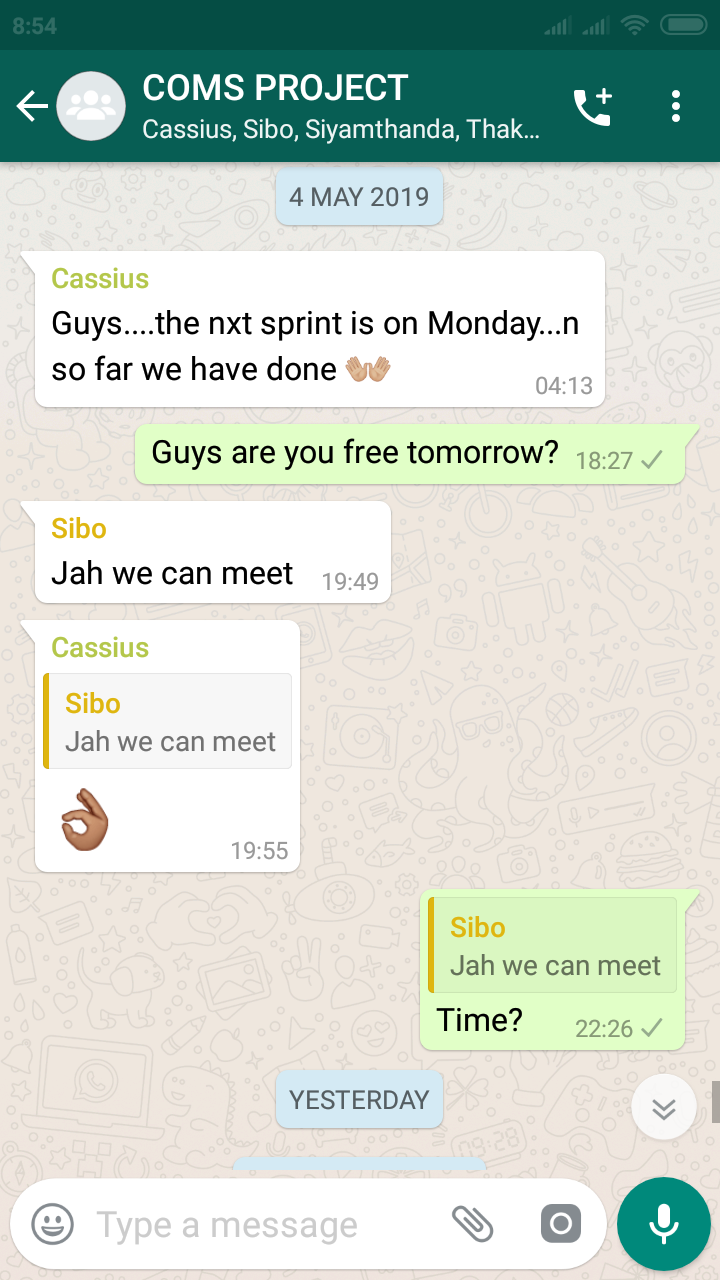 8:54
COMS PROJECT
Cassius, Sibo, Siyamthanda, Thak...
4 MAY 2019
Cassius
Guys....the nxt sprint is on Monday...n
so far we have done 👐🏼
04:13
Guys are you free tomorrow? 18:27
Sibo
Jah we can meet 19:49
Cassius
Sibo
Jah we can meet
👌🏾
19:55
Sibo
Jah we can meet
Time? 22:26
YESTERDAY
Type a message